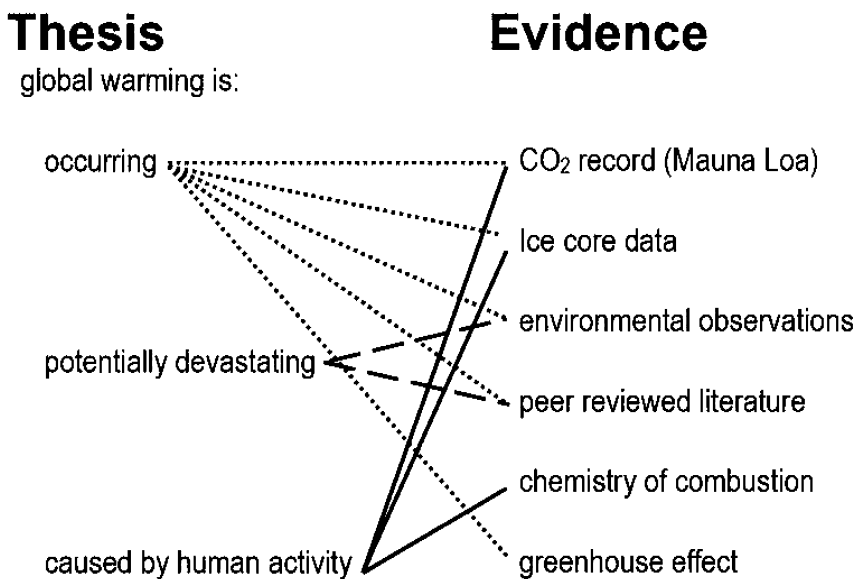 Thesis
global warming is:
occurring
potentially devastating
caused by human activity
Evidence
CO₂ record (Mauna Loa)
Ice core data
environmental observations
peer reviewed literature
chemistry of combustion
greenhouse effect